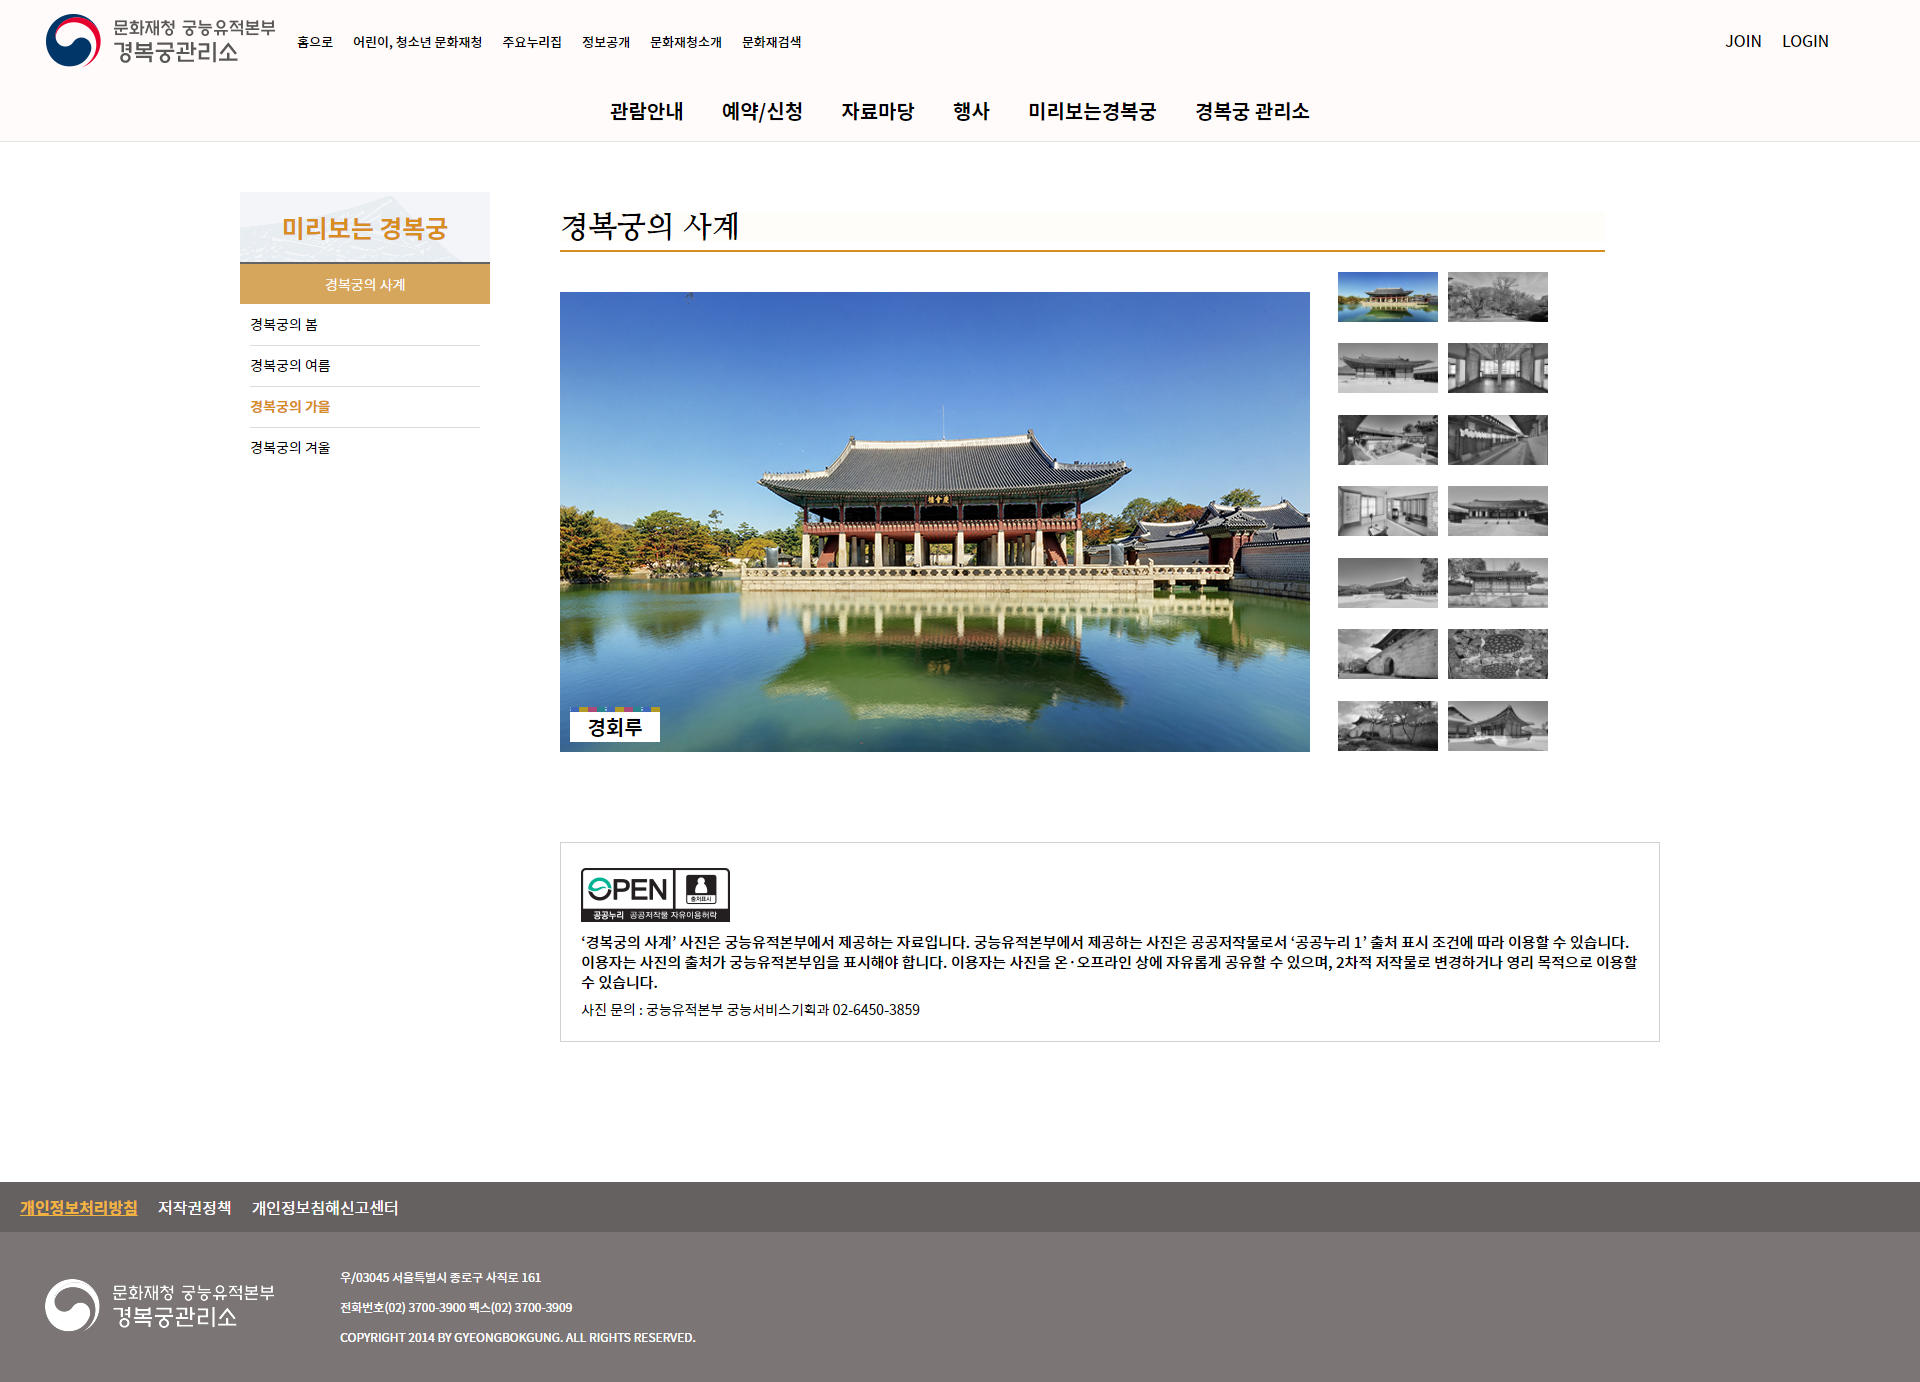 문화재청 궁능유적본부
경복궁관리소
홈으로 어린이, 청소년 문화재청 주요누리집 정보공개 문화재청소개 문화재검색
JOIN LOGIN
관람안내 예약/신청 자료마당 행사 미리보는경복궁 경복궁 관리소
미리보는 경복궁
경복궁의 사계
경복궁의 봄
경복궁의 여름
경복궁의 가을
경복궁의 겨울
경복궁의 사계
경회루
OPEN 출처표시
공공누리 공공저작물 자유이용허락
‘경복궁의 사계’ 사진은 궁능유적본부에서 제공하는 자료입니다. 궁능유적본부에서 제공하는 사진은 공공저작물로서 ‘공공누리 1’ 출처 표시 조건에 따라 이용할 수 있습니다.
이용자는 사진의 출처가 궁능유적본부임을 표시해야 합니다. 이용자는 사진을 온·오프라인 상에 자유롭게 공유할 수 있으며, 2차적 저작물로 변경하거나 영리 목적으로 이용할
수 있습니다.
사진 문의 : 궁능유적본부 궁능서비스기획과 02-6450-3859
개인정보처리방침 저작권정책 개인정보침해신고센터
문화재청 궁능유적본부
경복궁관리소
우/03045 서울특별시 종로구 사직로 161
전화번호(02) 3700-3900 팩스(02) 3700-3909
COPYRIGHT 2014 BY GYEONGBOKGUNG. ALL RIGHTS RESERVED.